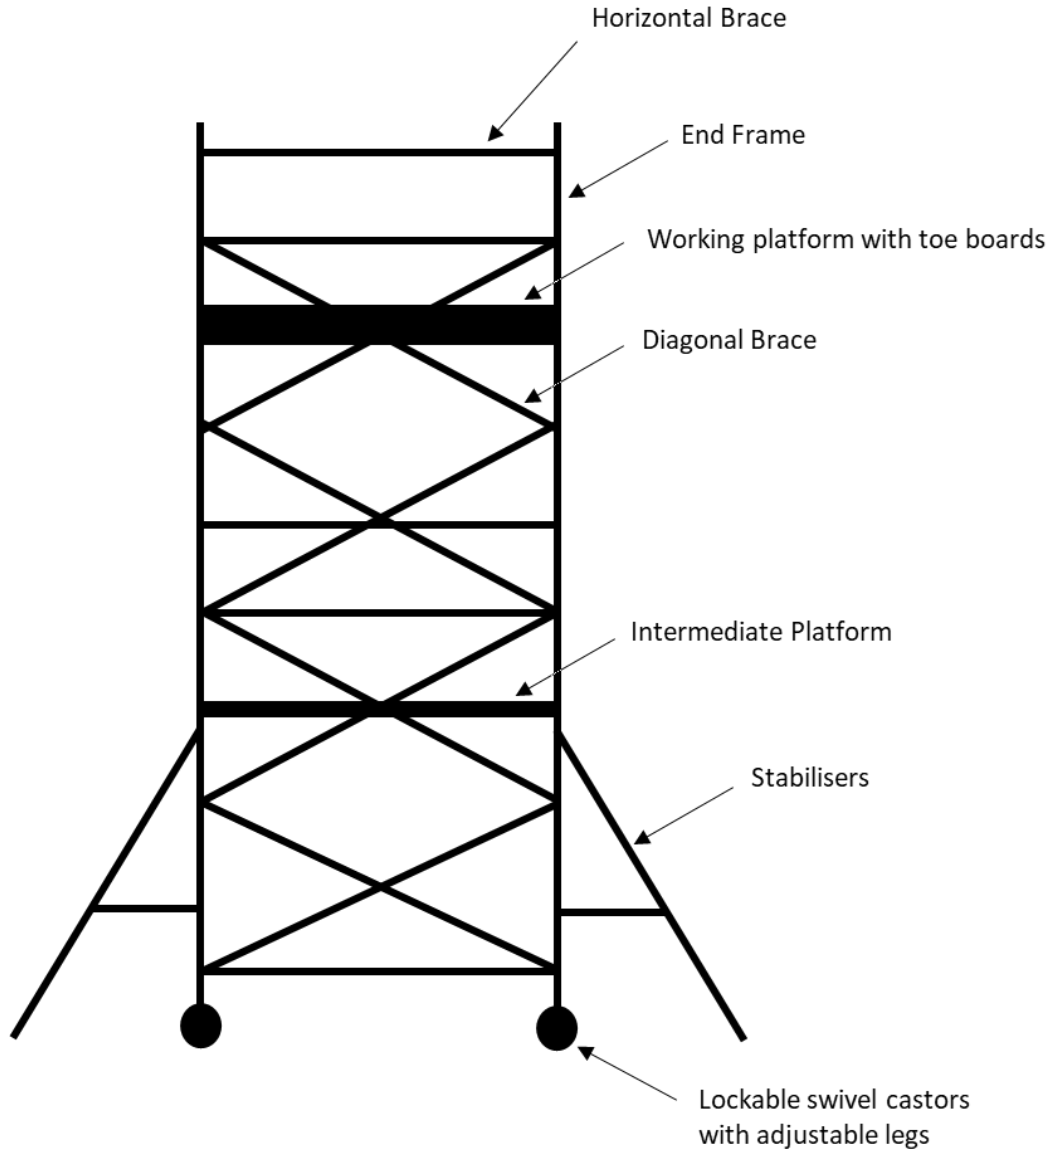 Horizontal Brace
End Frame
Working platform with toe boards
Diagonal Brace
Intermediate Platform
Stabilisers
Lockable swivel castors
with adjustable legs